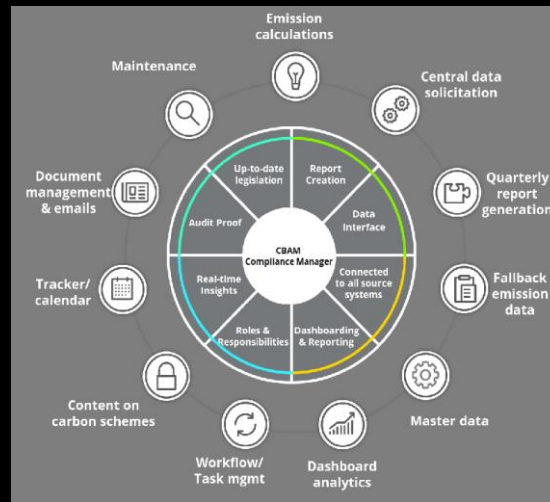 Emission
calculations
Central data
solicitation
Quarterly
report
generation
Fallback
emission
data
Master data
Dashboard
analytics
Workflow/
Task mgmt
Content on
carbon schemes
Tracker/
calendar
Document
management
& emails
Maintenance
Up-to-date
legislation
Report
Creation
Data
Interface
Connected
to all source
systems
Dashboarding
& Reporting
Roles &
Responsibilities
Real-time
Insights
Audit Proof
CBAM
Compliance Manager